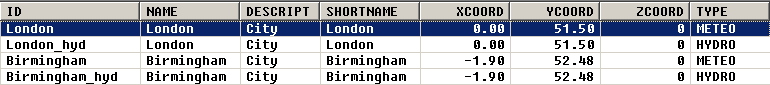 ID NAME DESCRIPT SHORTNAME XCOORD YCOORD ZCOORD TYPE
London London City London 0.00 51.50 0 METEO
London_hyd London City London 0.00 51.50 0 HYDRO
Birmingham Birmingham City Birmingham -1.90 52.48 0 METEO
Birmingham_hyd Birmingham City Birmingham -1.90 52.48 0 HYDRO